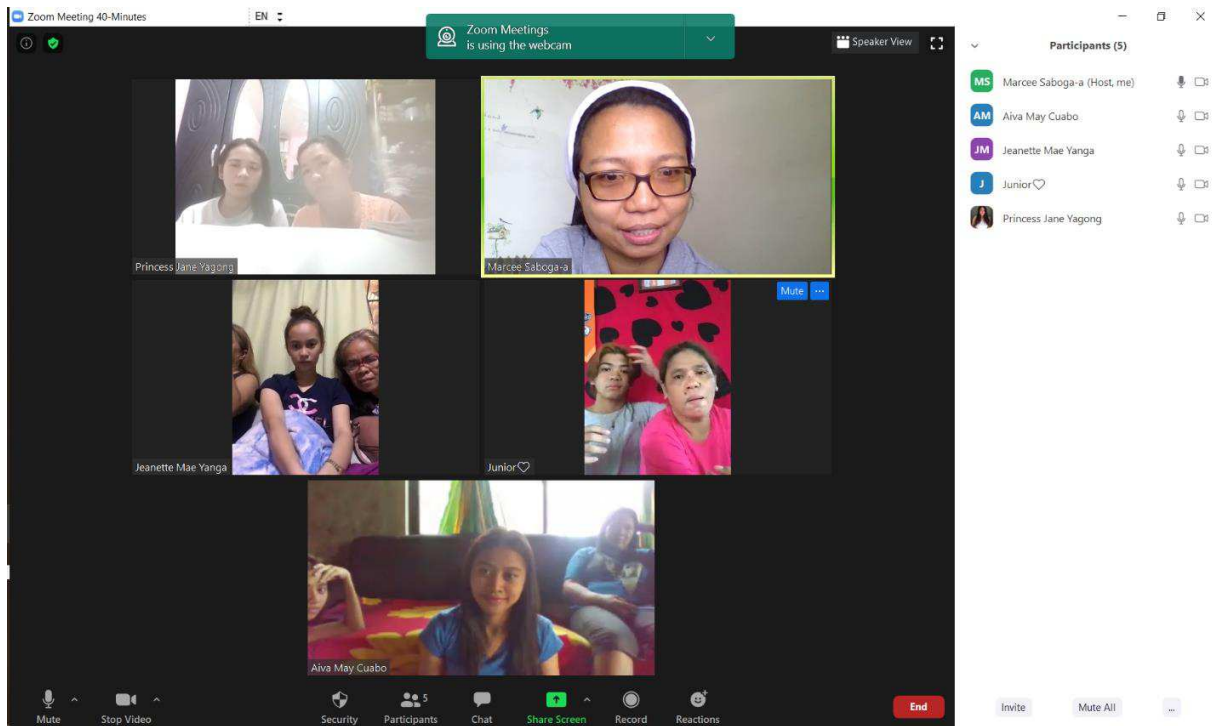 Zoom Meeting 40-Minutes
EN
Zoom Meetings
is using the webcam
Speaker View
Participants (5)
MS Marcee Saboga-a (Host, me)
AM Aiva May Cuabo
JM Jeanette Mae Yanga
J Junior♡
Princess Jane Yagong
Princess Jane Yagong
Marcee Saboga-a
Mute ...
Jeanette Mae Yanga
Junior♡
Aiva May Cuabo
Mute
Stop Video
Security
5
Participants
Chat
Share Screen
Record
Reactions
End
Invite
Mute All
...